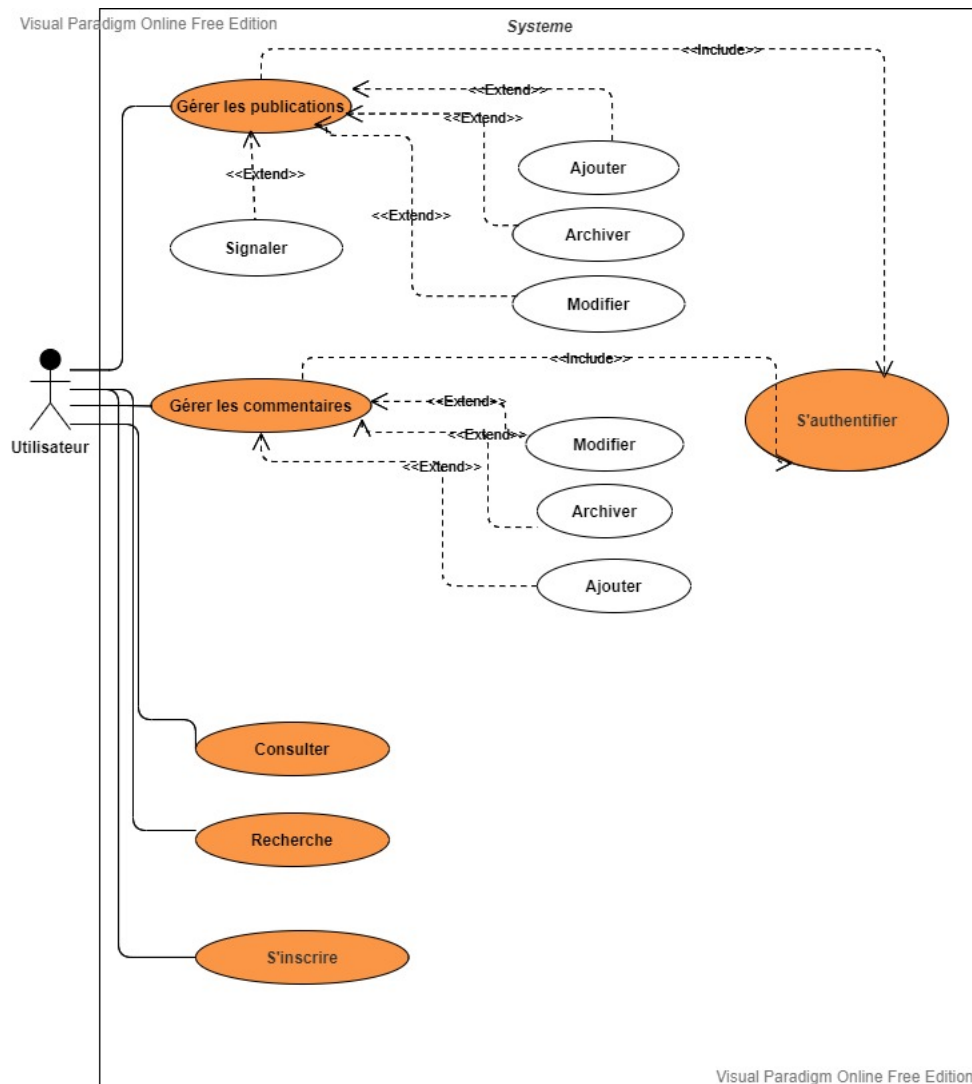 Visual Paradigm Online Free Edition
Systeme
<<Include>>
Gérer les publications
<<Extend>>
<<Extend>>
Ajouter
<<Extend>>
<<Extend>>
Archiver
Signaler
Modifier
<<Include>>
Gérer les commentaires
<<Extend>>
<<Extend>>
Modifier
S'authentifier
Utilisateur
<<Extend>>
Archiver
Ajouter
Consulter
Recherche
S'inscrire
Visual Paradigm Online Free Edition